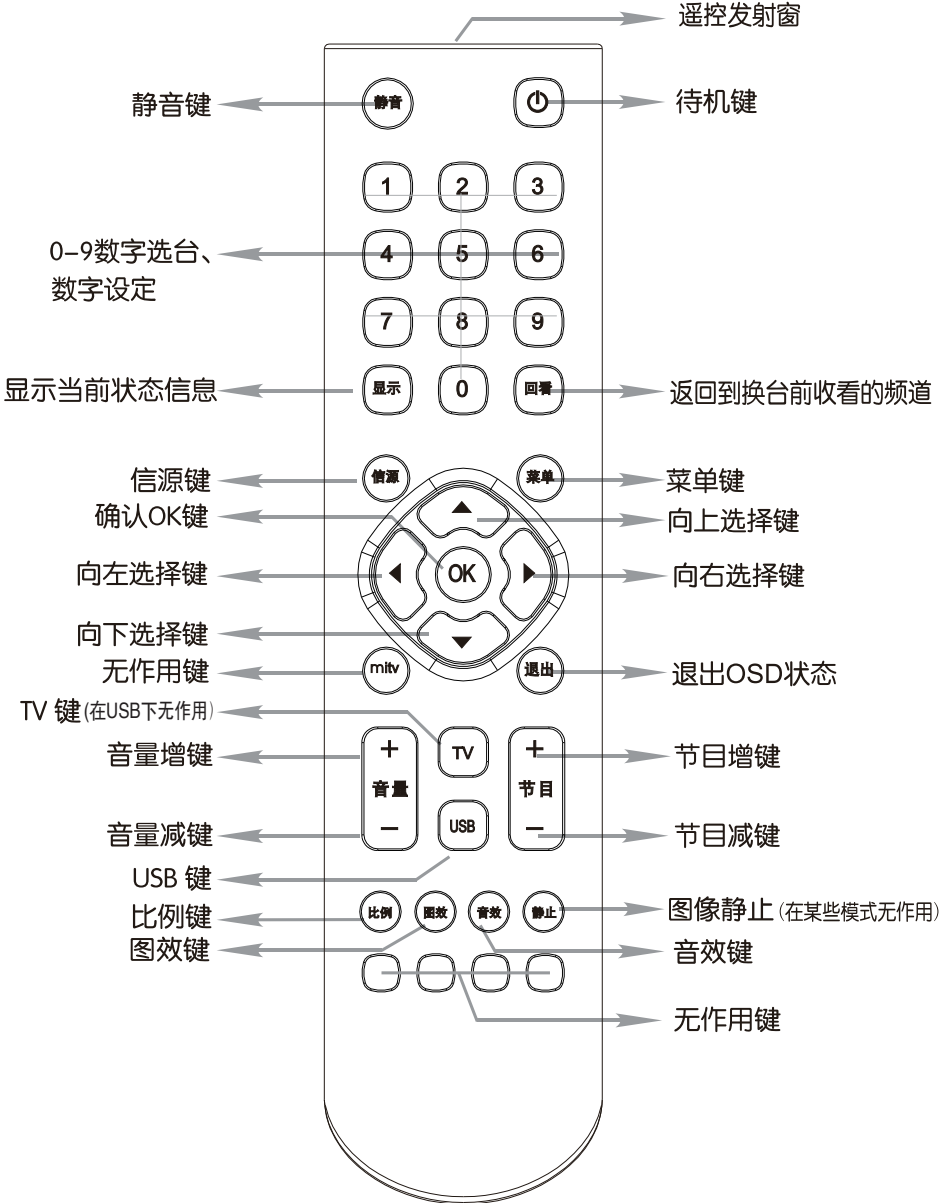 遥控发射窗
静音键
静音
待机键
1
2
3
0-9数字选台、
数字设定
4
5
6
7
8
9
显示当前状态信息
显示
0
回看
返回到换台前收看的频道
信源键
信源
菜单
菜单键
确认OK键
向上选择键
向左选择键
OK
向右选择键
向下选择键
无作用键
mitv
退出
退出OSD状态
TV 键(在USB下无作用)
音量增键
+
TV
+
节目增键
音量
节目
音量减键
−
USB
−
节目减键
USB 键
比例键
比例
图效
音效
静止
图像静止(在某些模式无作用)
图效键
音效键
无作用键